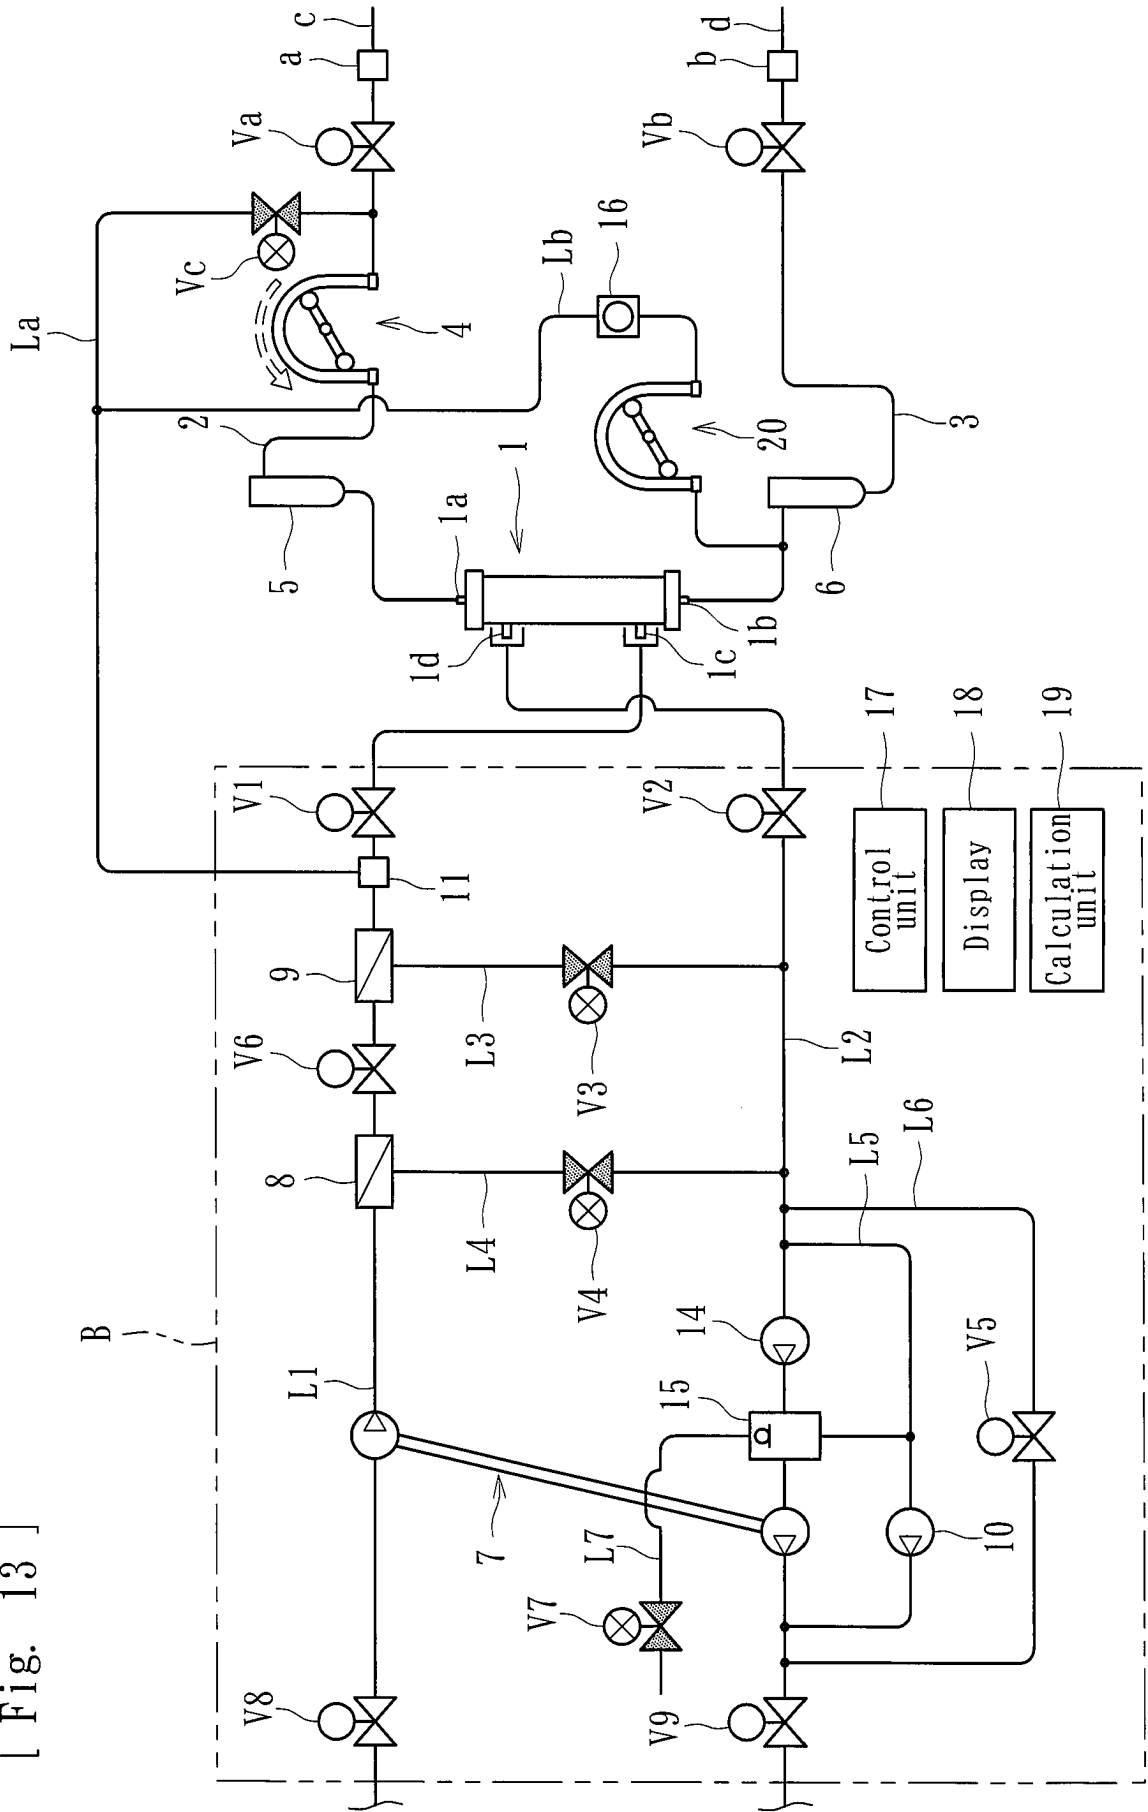 [Fig. 13]
B
La
c
a
Va
Vc
4
2
5
1a
1
1d
1c
1b
Lb
16
20
d
b
Vb
3
6
V1
11
9
V6
8
L1
V8
V2
L3
V3
L4
V4
L2
L6
L5
14
15
V5
7
L7
V7
10
V9
17
Control
unit
18
Display
19
Calculation
unit